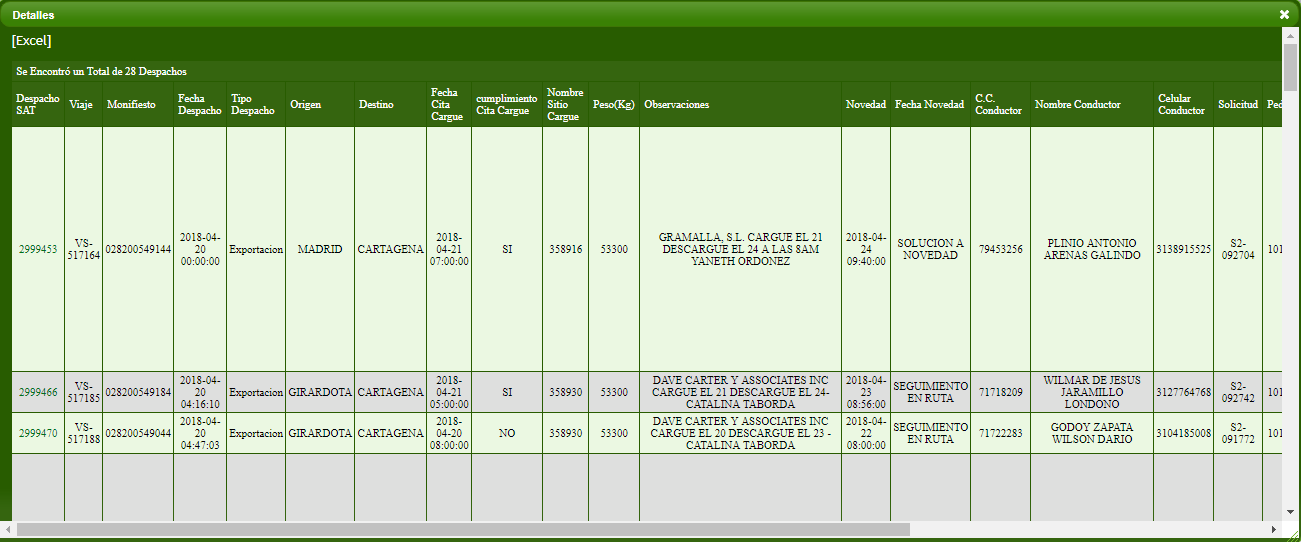 Detalles
[Excel]
Se Encontró un Total de 28 Despachos
Despacho SAT Viaje Monifiesto Fecha Despacho Tipo Despacho Origen Destino Fecha Cita Cargue cumplimiento Cita Cargue Nombre Sitio Cargue Peso(Kg) Observaciones Novedad Fecha Novedad C.C. Conductor Nombre Conductor Celular Conductor Solicitud Ped
2999453 VS-517164 028200549144 2018-04-20 00:00:00 Exportacion MADRID CARTAGENA 2018-04-21 07:00:00 SI 358916 53300 GRAMALLA, S.L. CARGUE EL 21 DESCARGUE EL 24 A LAS 8AM YANETH ORDONEZ 2018-04-24 09:40:00 SOLUCION A NOVEDAD 79453256 PLINIO ANTONIO ARENAS GALINDO 3138915525 S2-092704 101
2999466 VS-517185 028200549184 2018-04-20 04:16:10 Exportacion GIRARDOTA CARTAGENA 2018-04-21 05:00:00 SI 358930 53300 DAVE CARTER Y ASSOCIATES INC CARGUE EL 21 DESCARGUE EL 24- CATALINA TABORDA 2018-04-23 08:56:00 SEGUIMIENTO EN RUTA 71718209 WILMAR DE JESUS JARAMILLO LONDONO 3127764768 S2-092742 101
2999470 VS-517188 028200549044 2018-04-20 04:47:03 Exportacion GIRARDOTA CARTAGENA 2018-04-20 08:00:00 NO 358930 53300 DAVE CARTER Y ASSOCIATES INC CARGUE EL 20 DESCARGUE EL 23 - CATALINA TABORDA 2018-04-22 08:00:00 SEGUIMIENTO EN RUTA 71722283 GODOY ZAPATA WILSON DARIO 3104185008 S2-091772 101